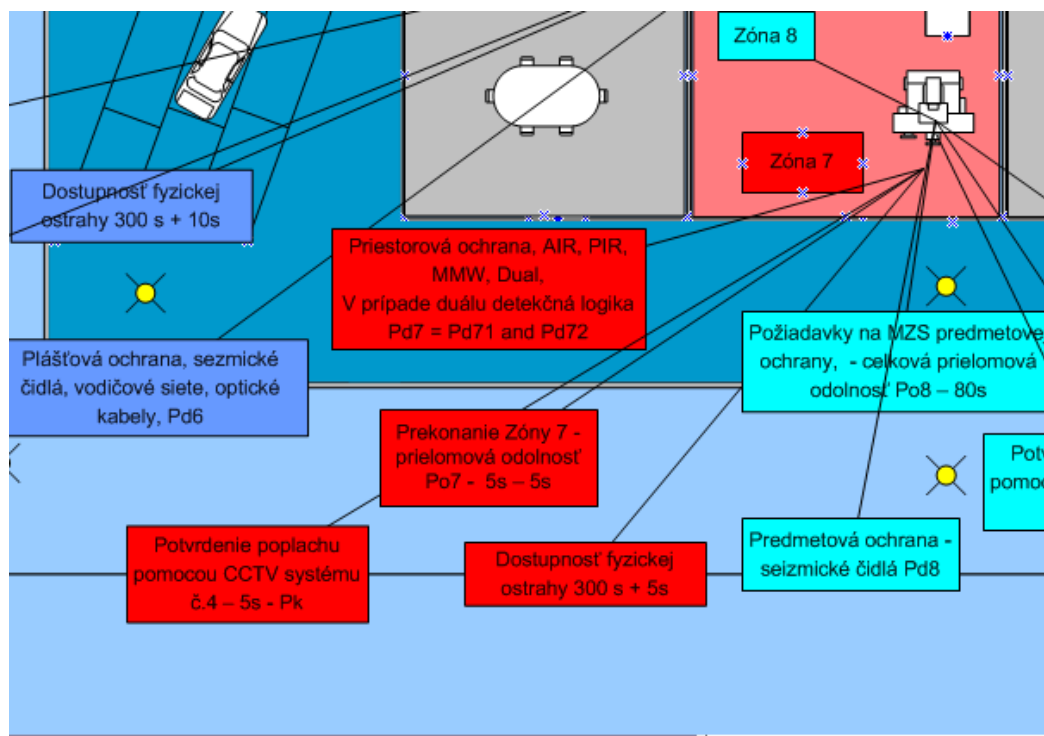 Zóna 8
Zóna 7
Dostupnosť fyzickej
ostrahy 300 s + 10s
Priestorová ochrana, AIR, PIR,
MMW, Dual,
V prípade duálu detekčná logika
Pd7 = Pd71 and Pd72
Plášťová ochrana, sezmické
čidlá, vodičové siete, optické
kabely, Pd6
Požiadavky na MZS predmetovej
ochrany, - celková prielomová
odolnosť Po8 – 80s
Prekonanie Zóny 7 -
prielomová odolnosť
Po7 - 5s – 5s
Potvrdenie poplachu
pomocou CCTV systému
č.4 – 5s - Pk
Dostupnosť fyzickej
ostrahy 300 s + 5s
Predmetová ochrana -
seizmické čidlá Pd8